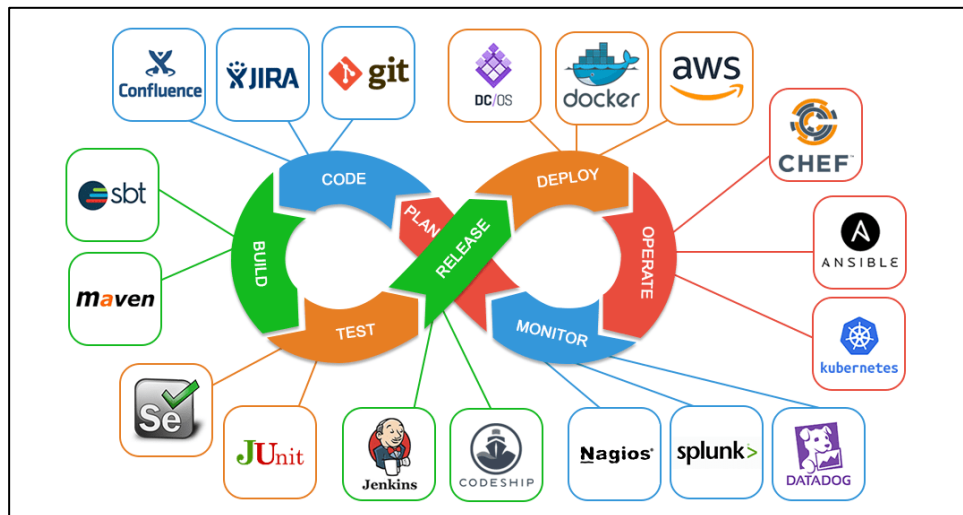 Confluence
JIRA
git
DC/OS
docker
aws
CHEF™
sbt
CODE
DEPLOY
PLAN
RELEASE
BUILD
OPERATE
ANSIBLE
maven
TEST
MONITOR
kubernetes
Se
JUnit
Jenkins
CODESHIP
Nagios®
splunk>
DATADOG